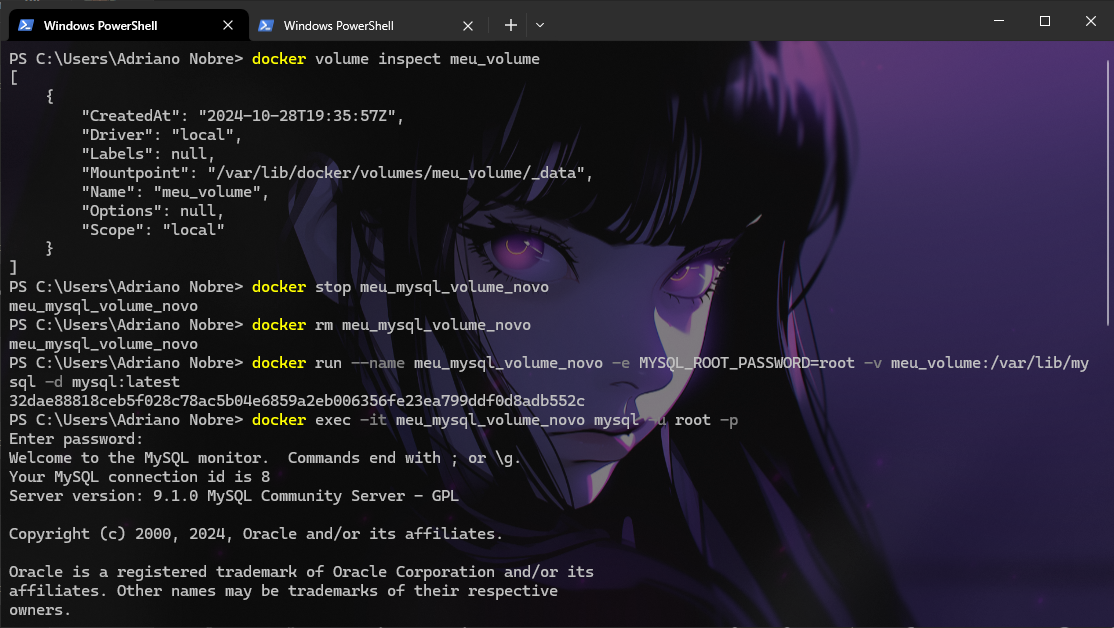 Windows PowerShell
Windows PowerShell
PS C:\Users\Adriano Nobre> docker volume inspect meu_volume
[
    {
        "CreatedAt": "2024-10-28T19:35:57Z",
        "Driver": "local",
        "Labels": null,
        "Mountpoint": "/var/lib/docker/volumes/meu_volume/_data",
        "Name": "meu_volume",
        "Options": null,
        "Scope": "local"
    }
]
PS C:\Users\Adriano Nobre> docker stop meu_mysql_volume_novo
meu_mysql_volume_novo
PS C:\Users\Adriano Nobre> docker rm meu_mysql_volume_novo
meu_mysql_volume_novo
PS C:\Users\Adriano Nobre> docker run --name meu_mysql_volume_novo -e MYSQL_ROOT_PASSWORD=root -v meu_volume:/var/lib/my
sql -d mysql:latest
32dae88818ceb5f028c78ac5b04e6859a2eb006356fe23ea799ddf0d8adb552c
PS C:\Users\Adriano Nobre> docker exec -it meu_mysql_volume_novo mysql -u root -p
Enter password:
Welcome to the MySQL monitor.  Commands end with ; or \g.
Your MySQL connection id is 8
Server version: 9.1.0 MySQL Community Server - GPL

Copyright (c) 2000, 2024, Oracle and/or its affiliates.

Oracle is a registered trademark of Oracle Corporation and/or its
affiliates. Other names may be trademarks of their respective
owners.